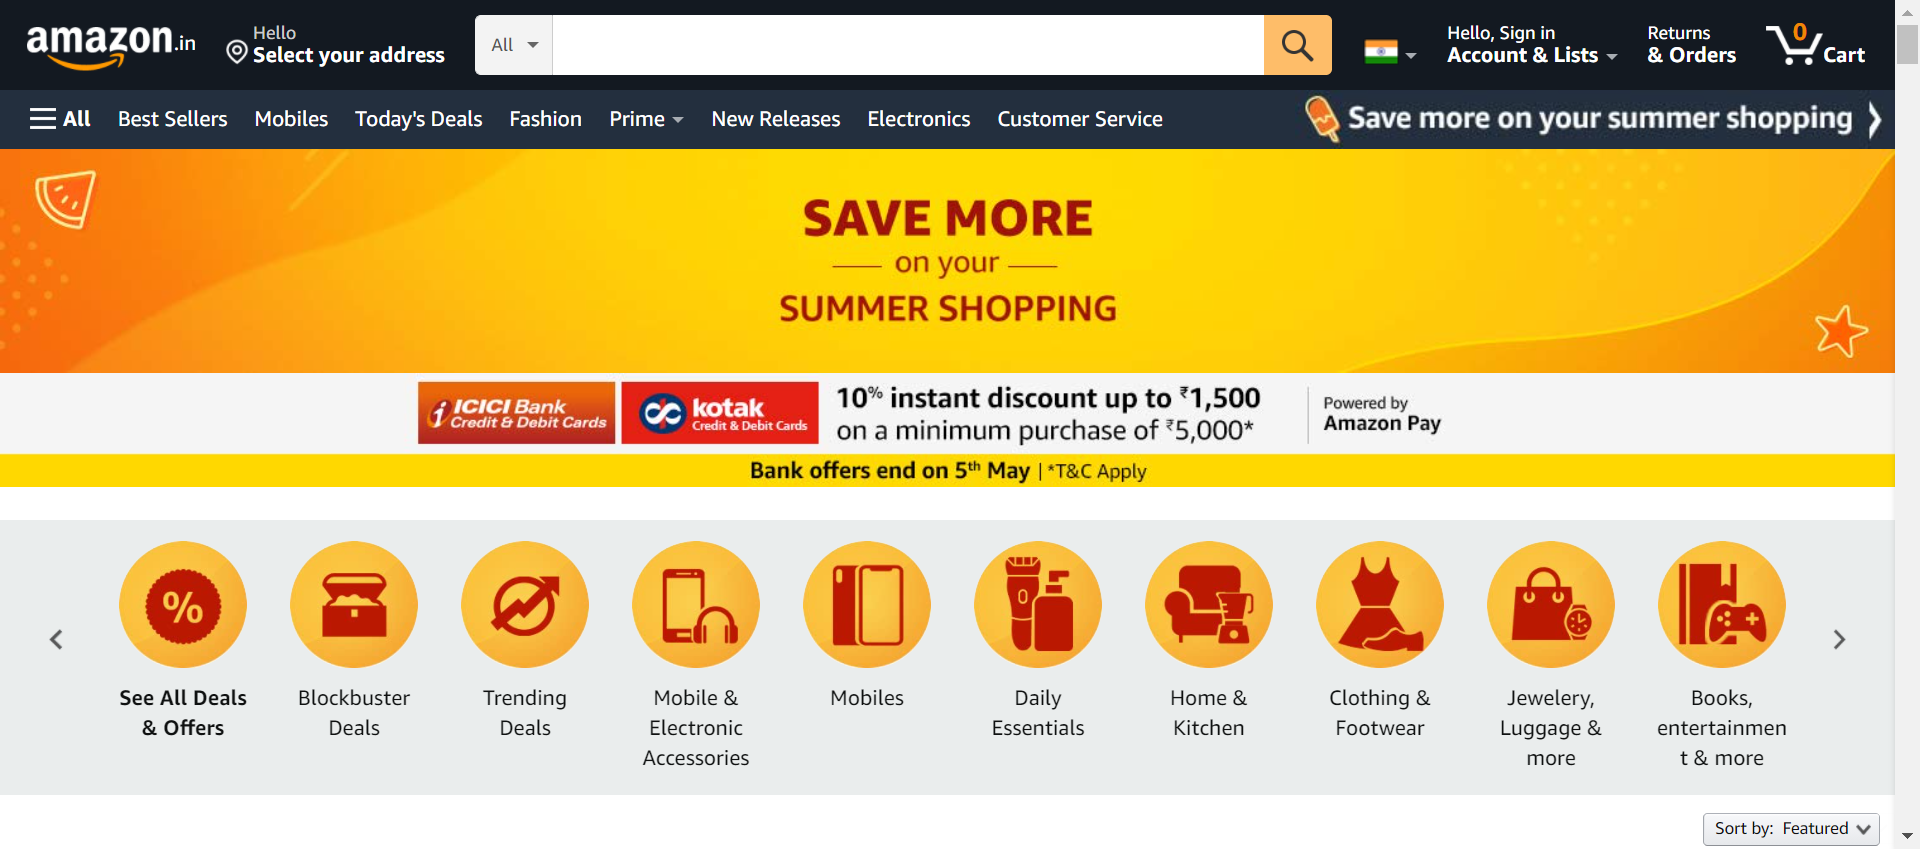 amazon.in
Hello
Select your address
All
Hello, Sign in
Account & Lists
Returns
& Orders
0
Cart
All Best Sellers Mobiles Today's Deals Fashion Prime New Releases Electronics Customer Service
Save more on your summer shopping
SAVE MORE
on your
SUMMER SHOPPING
ICICI Bank
Credit & Debit Cards
kotak
Credit & Debit Cards
10% instant discount up to ₹1,500
on a minimum purchase of ₹5,000*
Powered by
Amazon Pay
Bank offers end on 5th May | *T&C Apply
%
See All Deals
& Offers
Blockbuster
Deals
Trending
Deals
Mobile &
Electronic
Accessories
Mobiles
Daily
Essentials
Home &
Kitchen
Clothing &
Footwear
Jewelery,
Luggage &
more
Books,
entertainmen
t & more
Sort by: Featured